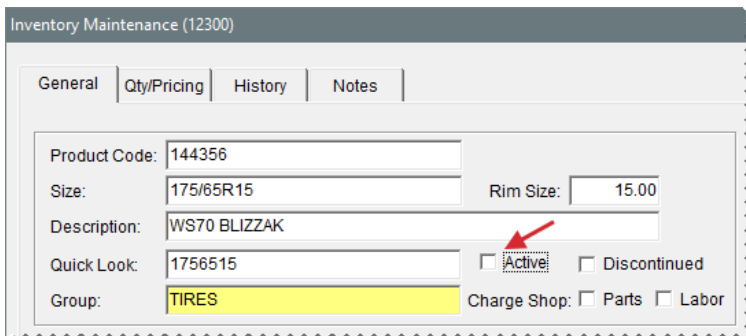 Inventory Maintenance (12300)
General Qty/Pricing History Notes
Product Code: 144356
Size: 175/65R15 Rim Size: 15.00
Description: WS70 BLIZZAK
Quick Look: 1756515 Active Discontinued
Group: TIRES Charge Shop: Parts Labor